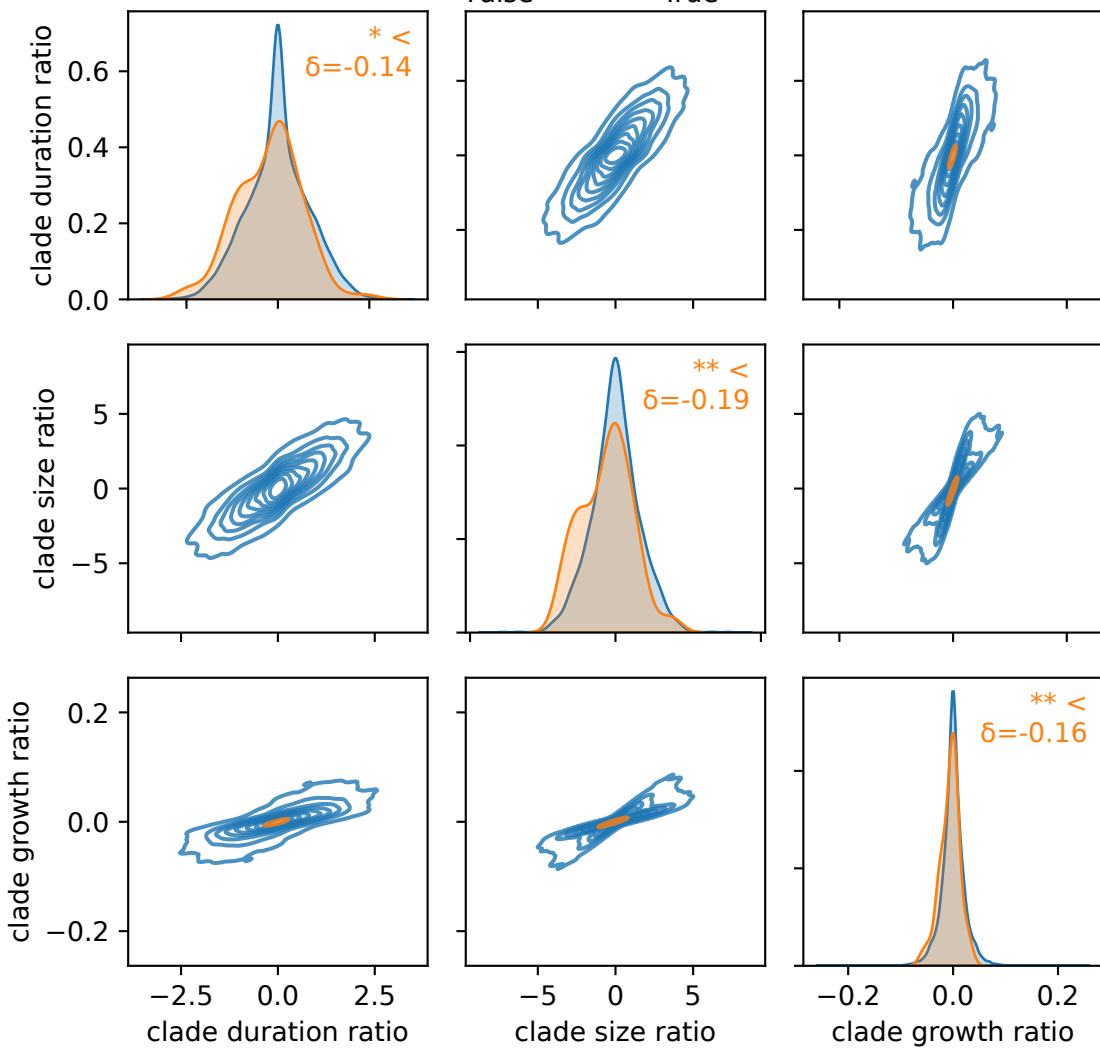 * <
δ=-0.14
clade duration ratio
0.6
0.4
0.2
0.0
** <
δ=-0.19
clade size ratio
5
0
−5
** <
δ=-0.16
clade growth ratio
0.2
0.0
−0.2
−2.5 0.0 2.5
−5 0 5
−0.2 0.0 0.2
clade duration ratio
clade size ratio
clade growth ratio